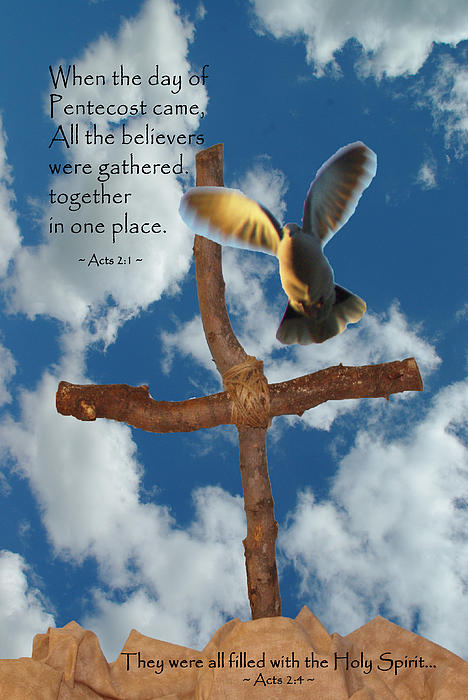 When the day of
Pentecost came,
All the believers
were gathered.
together
in one place.
~ Acts 2:1 ~
They were all filled with the Holy Spirit...
~ Acts 2:4 ~